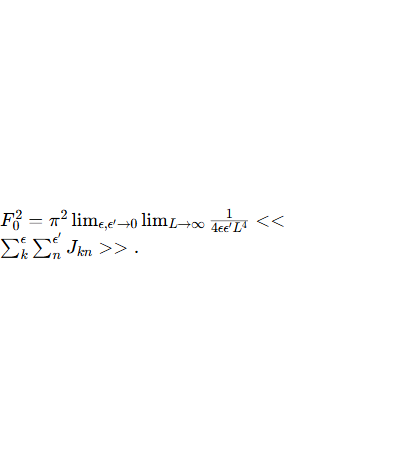 $F_0^2 = \pi^2 \lim_{\epsilon,\epsilon' \to 0} \lim_{L \to \infty} \frac{1}{4\epsilon\epsilon' L^4} <<$
$\sum_k^{\epsilon} \sum_n^{\epsilon'} J_{kn} >> .$